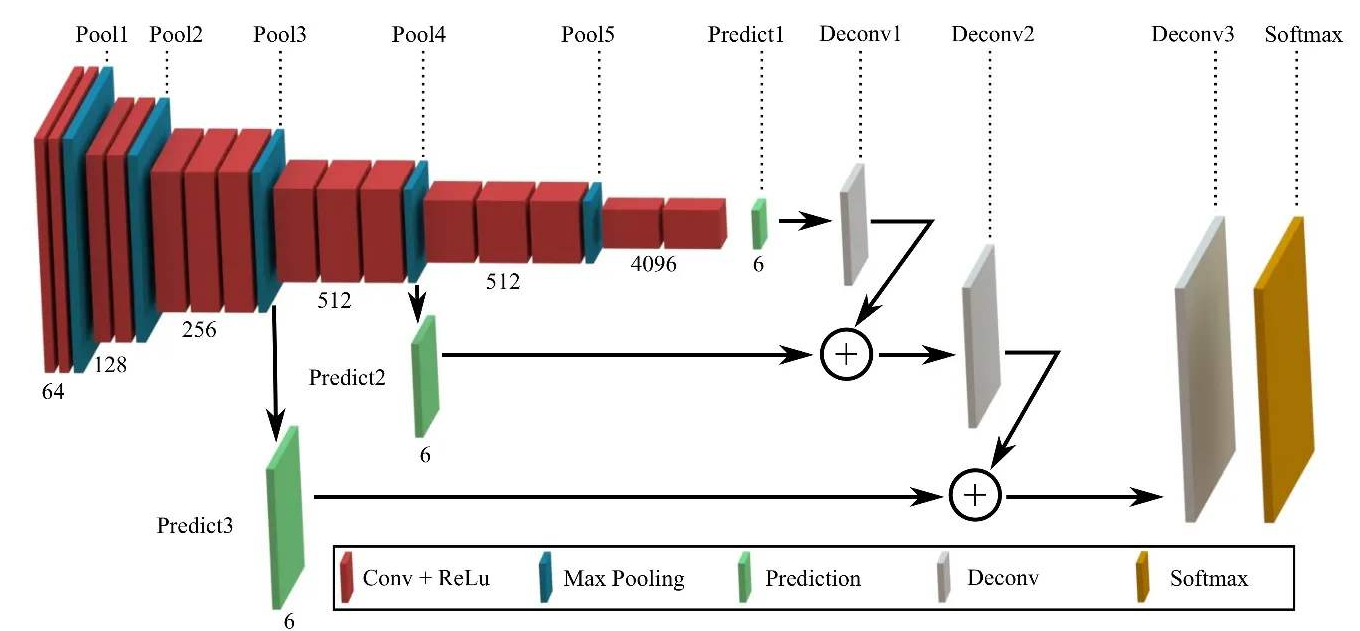 Pool1 Pool2 Pool3 Pool4 Pool5 Predict1 Deconv1 Deconv2 Deconv3 Softmax
4096 6
512
512
256
128
64
Predict2
6
Predict3
6
Conv + ReLu Max Pooling Prediction Deconv Softmax